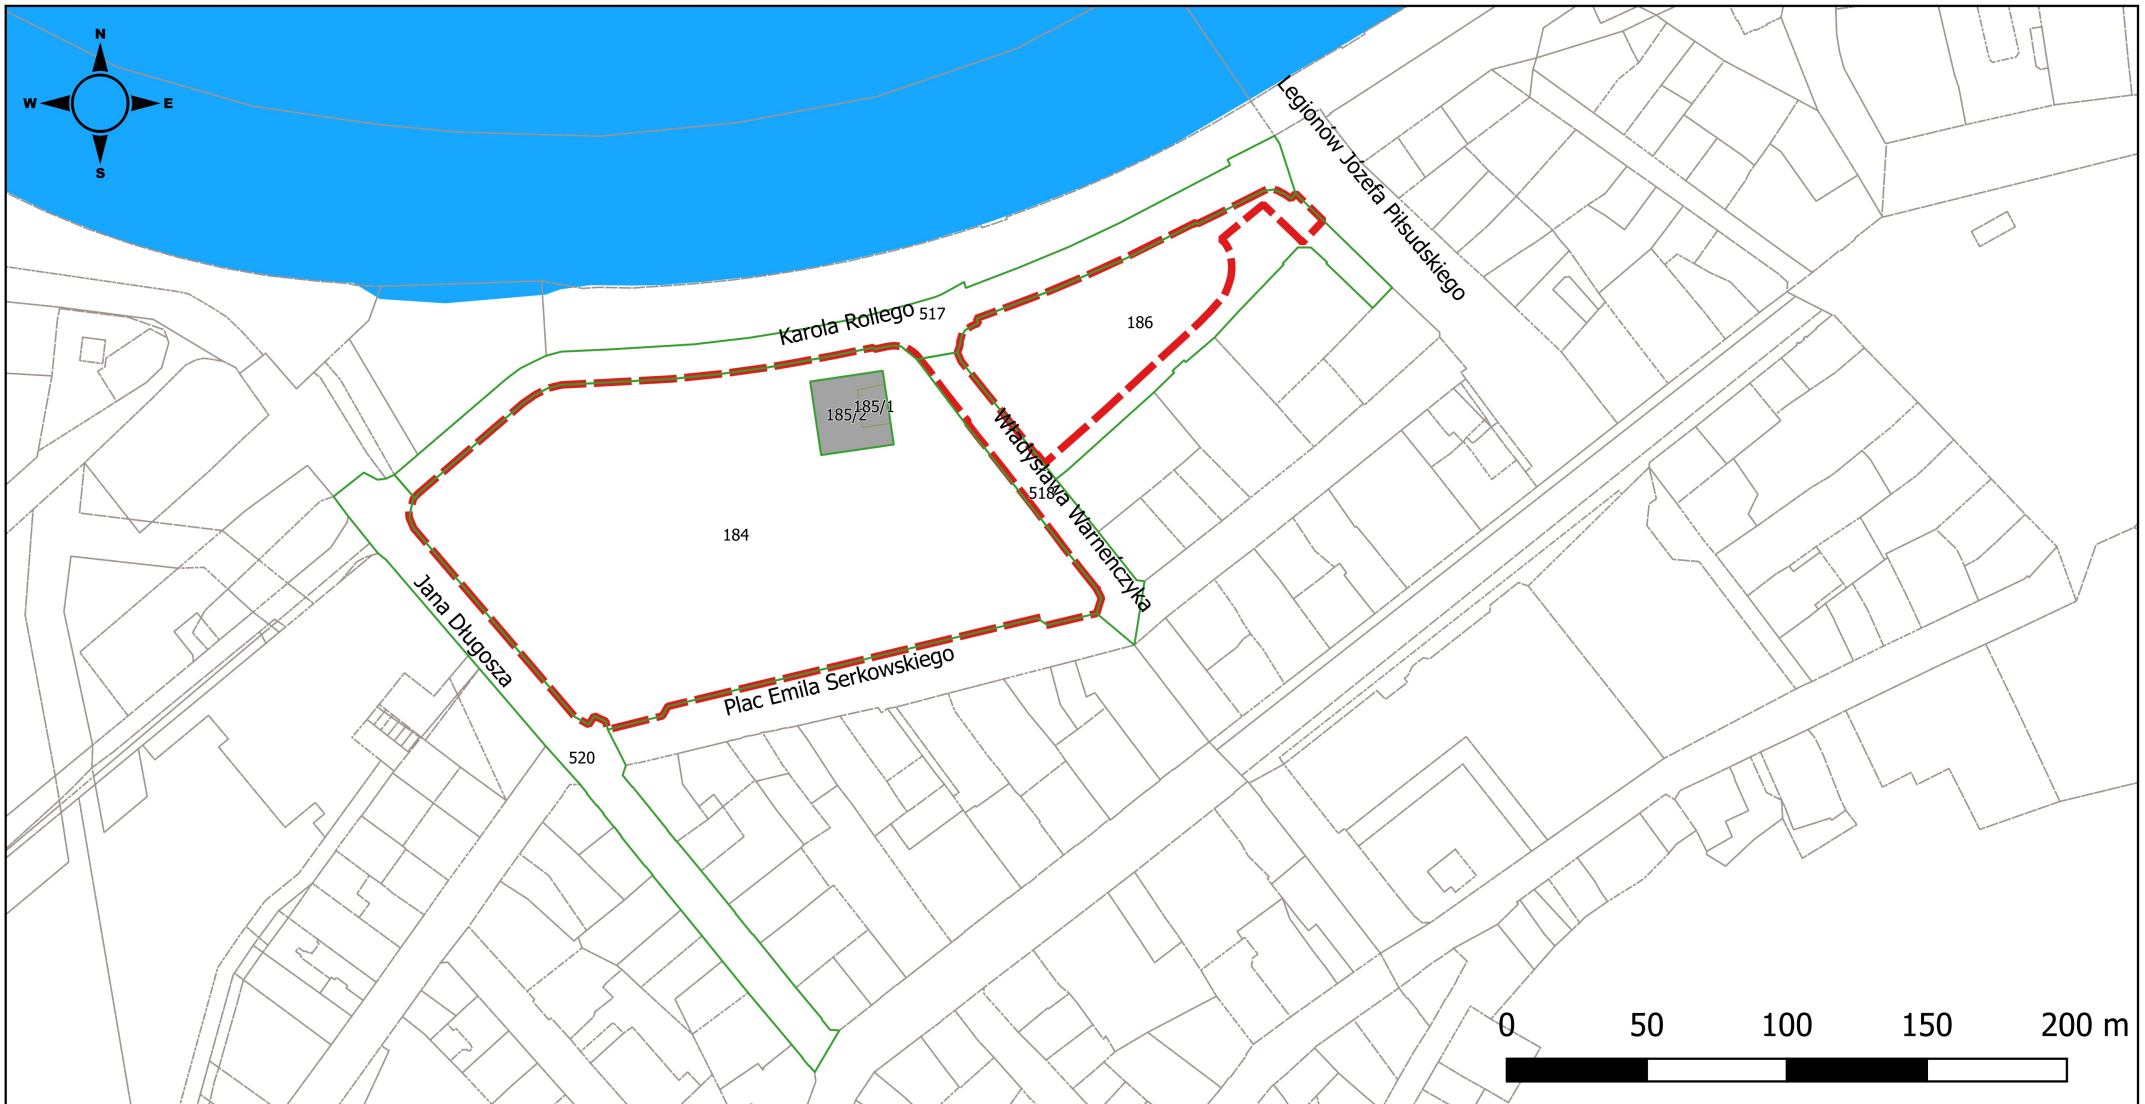 N
W E
S
Legionów Józefa Piłsudskiego
Karola Rollego
517
186
185/2
185/1
Władysława Warneńczyka
518
184
Jana Długosza
Plac Emila Serkowskiego
520
0 50 100 150 200 m